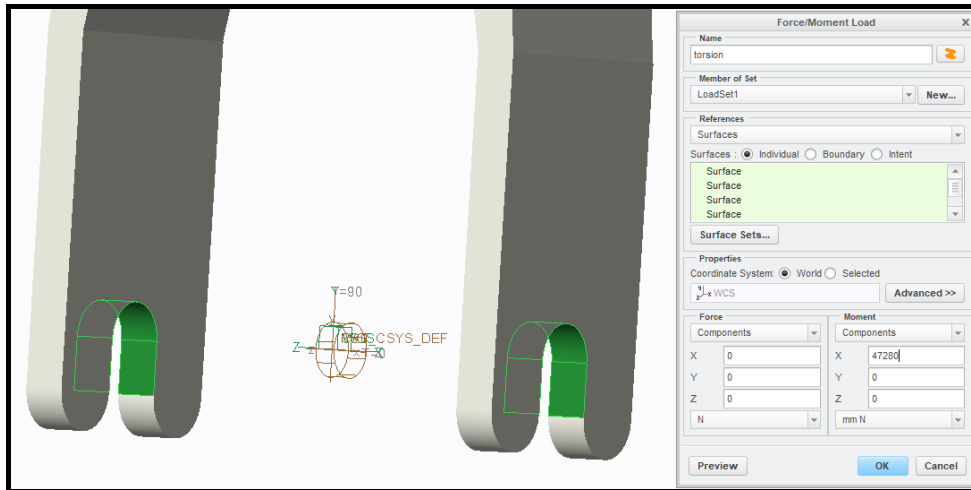 Force/Moment Load x
Name
torsion
Member of Set
LoadSet1 New...
References
Surfaces
Surfaces : Individual Boundary Intent
Surface
Surface
Surface
Surface
Surface Sets...
Properties
Coordinate System: World Selected
WCS Advanced >>
Force Moment
Components Components
X 0 X 47280
Y 0 Y 0
Z 0 Z 0
N mm N
Preview OK Cancel
Y=90
CSYS_DEF
Z